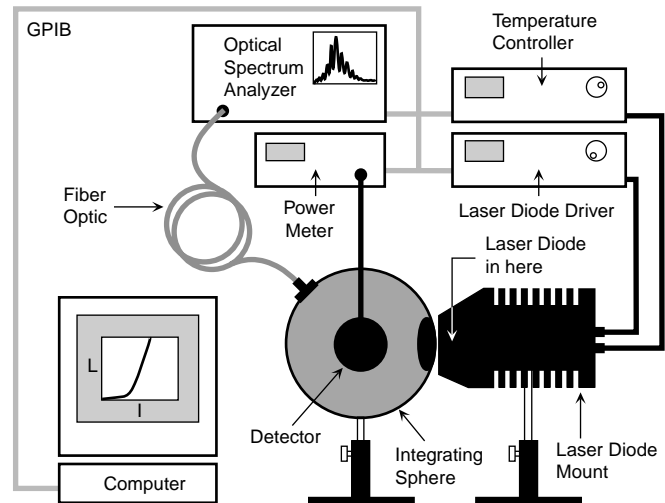 GPIB
Optical
Spectrum
Analyzer
Temperature
Controller
Fiber
Optic
Power
Meter
Laser Diode Driver
Laser Diode
in here
L
I
Detector
Integrating
Sphere
Laser Diode
Mount
Computer